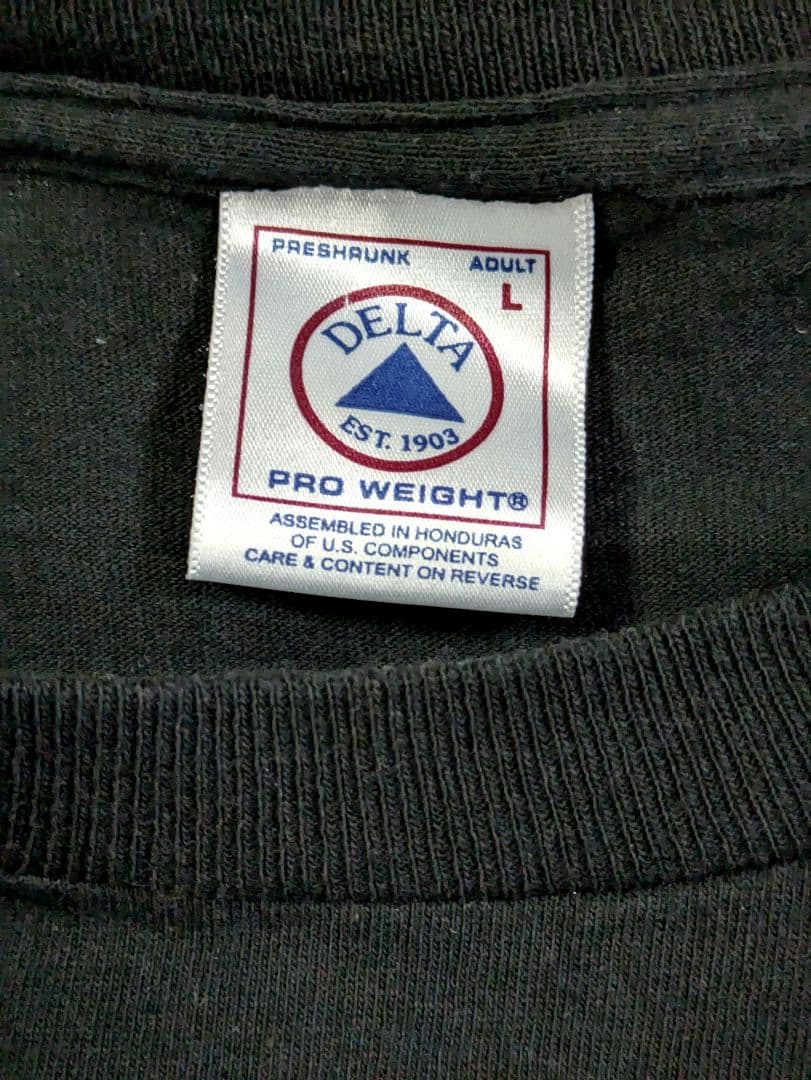 PRESHRUNK ADULT
L
DELTA
EST. 1903
PRO WEIGHT®
ASSEMBLED IN HONDURAS
OF U.S. COMPONENTS
CARE & CONTENT ON REVERSE